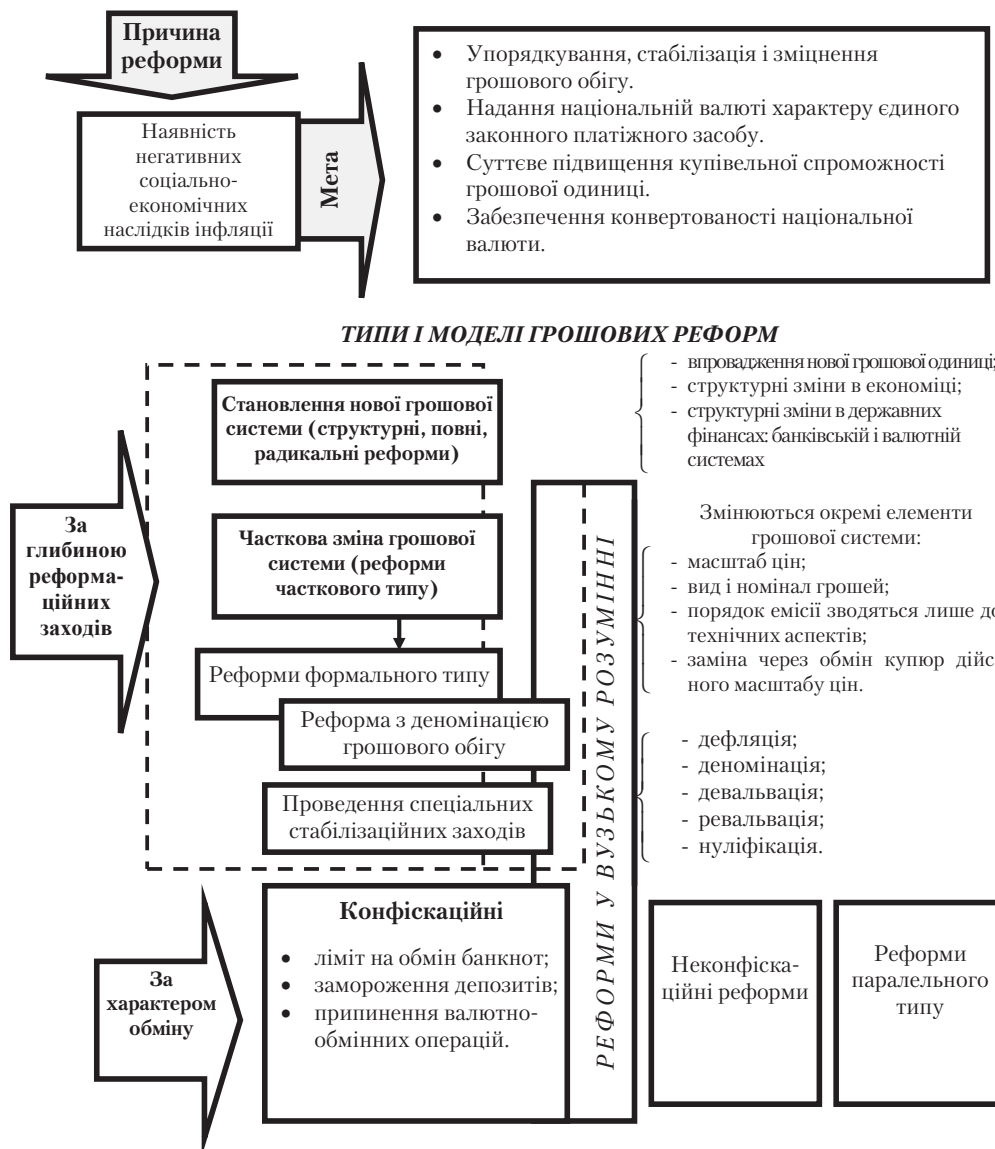 Причина
реформи
Наявність
негативних
соціально-
економічних
наслідків інфляції
Мета
• Упорядкування, стабілізація і зміцнення
грошового обігу.
• Надання національній валюті характеру єдиного
законного платіжного засобу.
• Суттєве підвищення купівельної спроможності
грошової одиниці.
• Забезпечення конвертованості національної
валюти.
ТИПИ І МОДЕЛІ ГРОШОВИХ РЕФОРМ
За
глибиною
реформа-
ційних
заходів
Становлення нової грошової
системи (структурні, повні,
радикальні реформи)
- впровадження нової грошової одиниці;
- структурні зміни в економіці;
- структурні зміни в державних
фінансах: банківській і валютній
системах
Часткова зміна грошової
системи (реформи
часткового типу)
Змінюються окремі елементи
грошової системи:
- масштаб цін;
- вид і номінал грошей;
- порядок емісії зводяться лише до
технічних аспектів;
- заміна через обмін купюр дійс
ного масштабу цін.
Реформи формального типу
Реформа з деномінацією
грошового обігу
Проведення спеціальних
стабілізаційних заходів
- дефляція;
- деномінація;
- девальвація;
- ревальвація;
- нуліфікація.
РЕФОРМИ У ВУЗЬКОМУ РОЗУМІННІ
За
характером
обміну
Конфіскаційні
• ліміт на обмін банкнот;
• замороження депозитів;
• припинення валютно-
обмінних операцій.
Неконфіска-
ційні реформи
Реформи
паралельного
типу